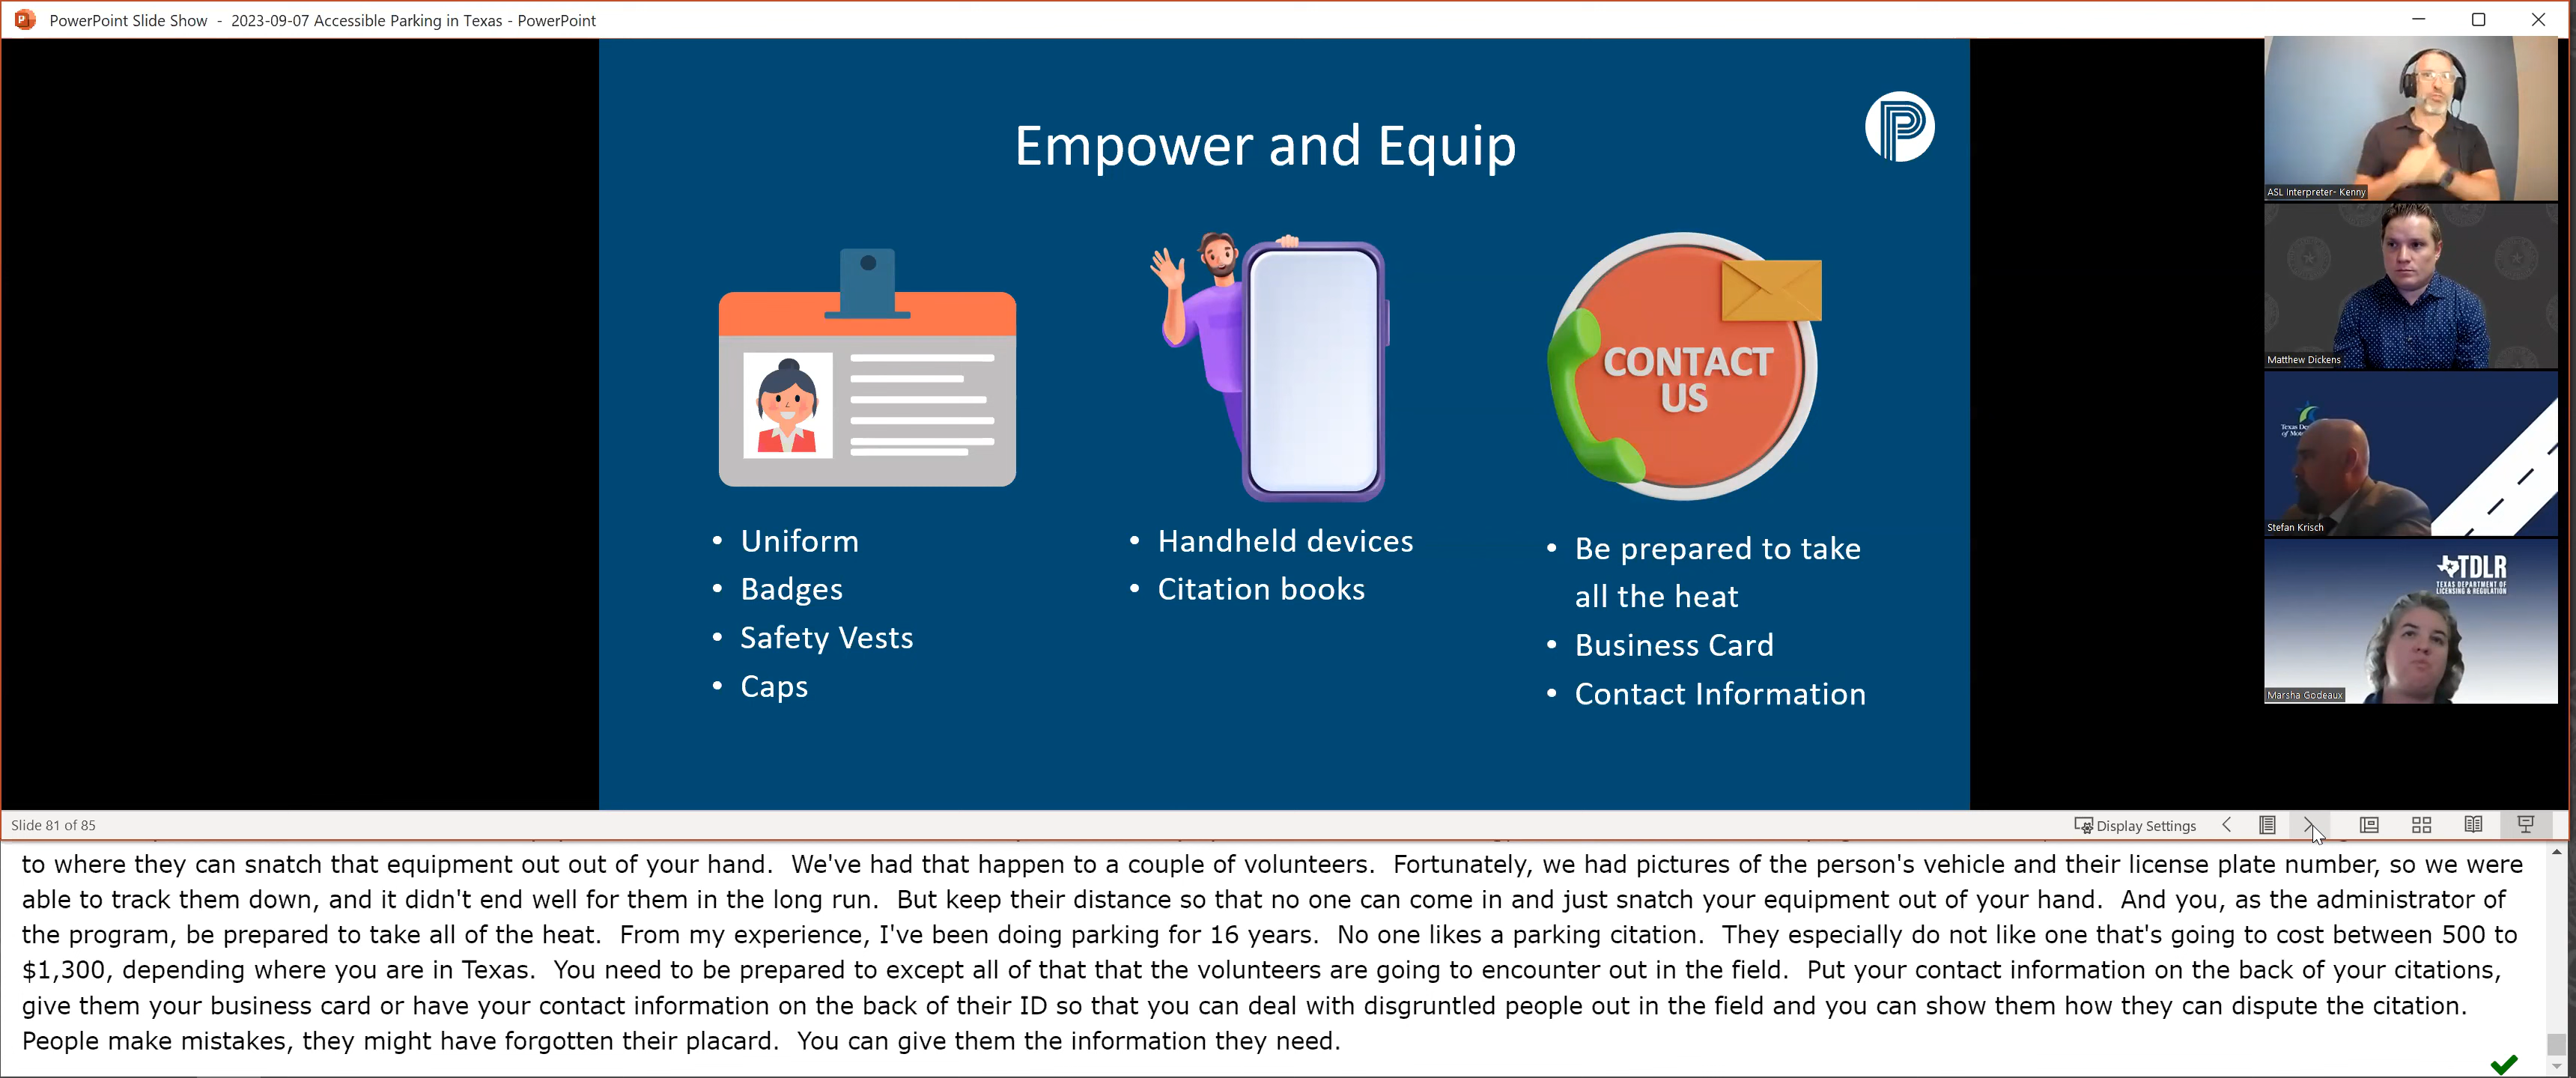 PowerPoint Slide Show - 2023-09-07 Accessible Parking in Texas - PowerPoint
Empower and Equip
CONTACT
US
• Uniform
• Badges
• Safety Vests
• Caps
• Handheld devices
• Citation books
• Be prepared to take
all the heat
• Business Card
• Contact Information
ASL Interpreter- Kenny
Matthew Dickens
Stefan Krisch
TDLR
TEXAS DEPARTMENT OF
LICENSING & REGULATION
Marsha Godeaux
Slide 81 of 85
Display Settings
to where they can snatch that equipment out out of your hand. We've had that happen to a couple of volunteers. Fortunately, we had pictures of the person's vehicle and their license plate number, so we were
able to track them down, and it didn't end well for them in the long run. But keep their distance so that no one can come in and just snatch your equipment out of your hand. And you, as the administrator of
the program, be prepared to take all of the heat. From my experience, I've been doing parking for 16 years. No one likes a parking citation. They especially do not like one that's going to cost between 500 to
$1,300, depending where you are in Texas. You need to be prepared to except all of that that the volunteers are going to encounter out in the field. Put your contact information on the back of your citations,
give them your business card or have your contact information on the back of their ID so that you can deal with disgruntled people out in the field and you can show them how they can dispute the citation.
People make mistakes, they might have forgotten their placard. You can give them the information they need.